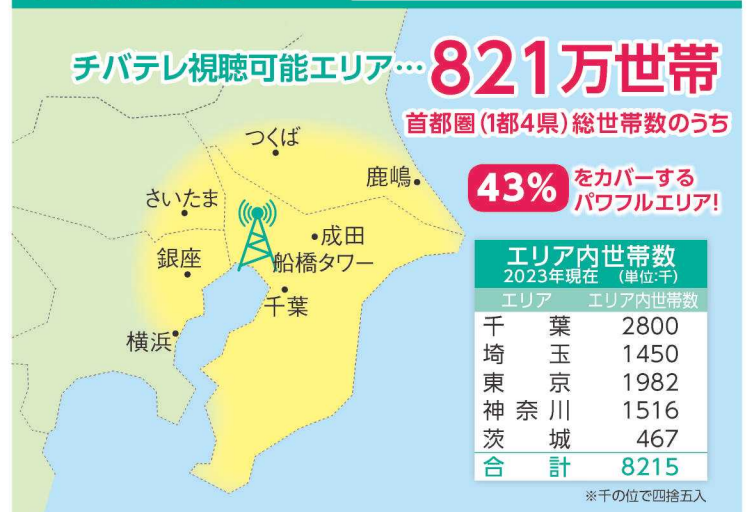 チバテレ視聴可能エリア…821万世帯
首都圏(1都4県)総世帯数のうち
43%をカバーする
パワフルエリア!
つくば
鹿嶋
さいたま
成田
銀座
船橋タワー
千葉
横浜
エリア内世帯数
2023年現在 (単位:千)
エリア エリア内世帯数
千葉 2800
埼玉 1450
東京 1982
神奈川 1516
茨城 467
合計 8215
※千の位で四捨五入